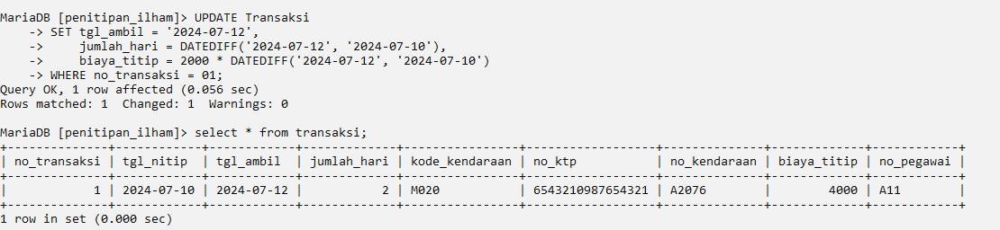 MariaDB [penitipan_ilham]> UPDATE Transaksi
    -> SET tgl_ambil = '2024-07-12',
    ->     jumlah_hari = DATEDIFF('2024-07-12', '2024-07-10'),
    ->     biaya_titip = 2000 * DATEDIFF('2024-07-12', '2024-07-10')
    -> WHERE no_transaksi = 01;
Query OK, 1 row affected (0.056 sec)
Rows matched: 1  Changed: 1  Warnings: 0

MariaDB [penitipan_ilham]> select * from transaksi;
+--------------+------------+------------+-------------+----------------+------------------+--------------+-------------+------------+
| no_transaksi | tgl_nitip  | tgl_ambil  | jumlah_hari | kode_kendaraan | no_ktp           | no_kendaraan | biaya_titip | no_pegawai |
+--------------+------------+------------+-------------+----------------+------------------+--------------+-------------+------------+
|            1 | 2024-07-10 | 2024-07-12 |           2 | M020           | 6543210987654321 | A2076        |        4000 | A11        |
+--------------+------------+------------+-------------+----------------+------------------+--------------+-------------+------------+
1 row in set (0.000 sec)